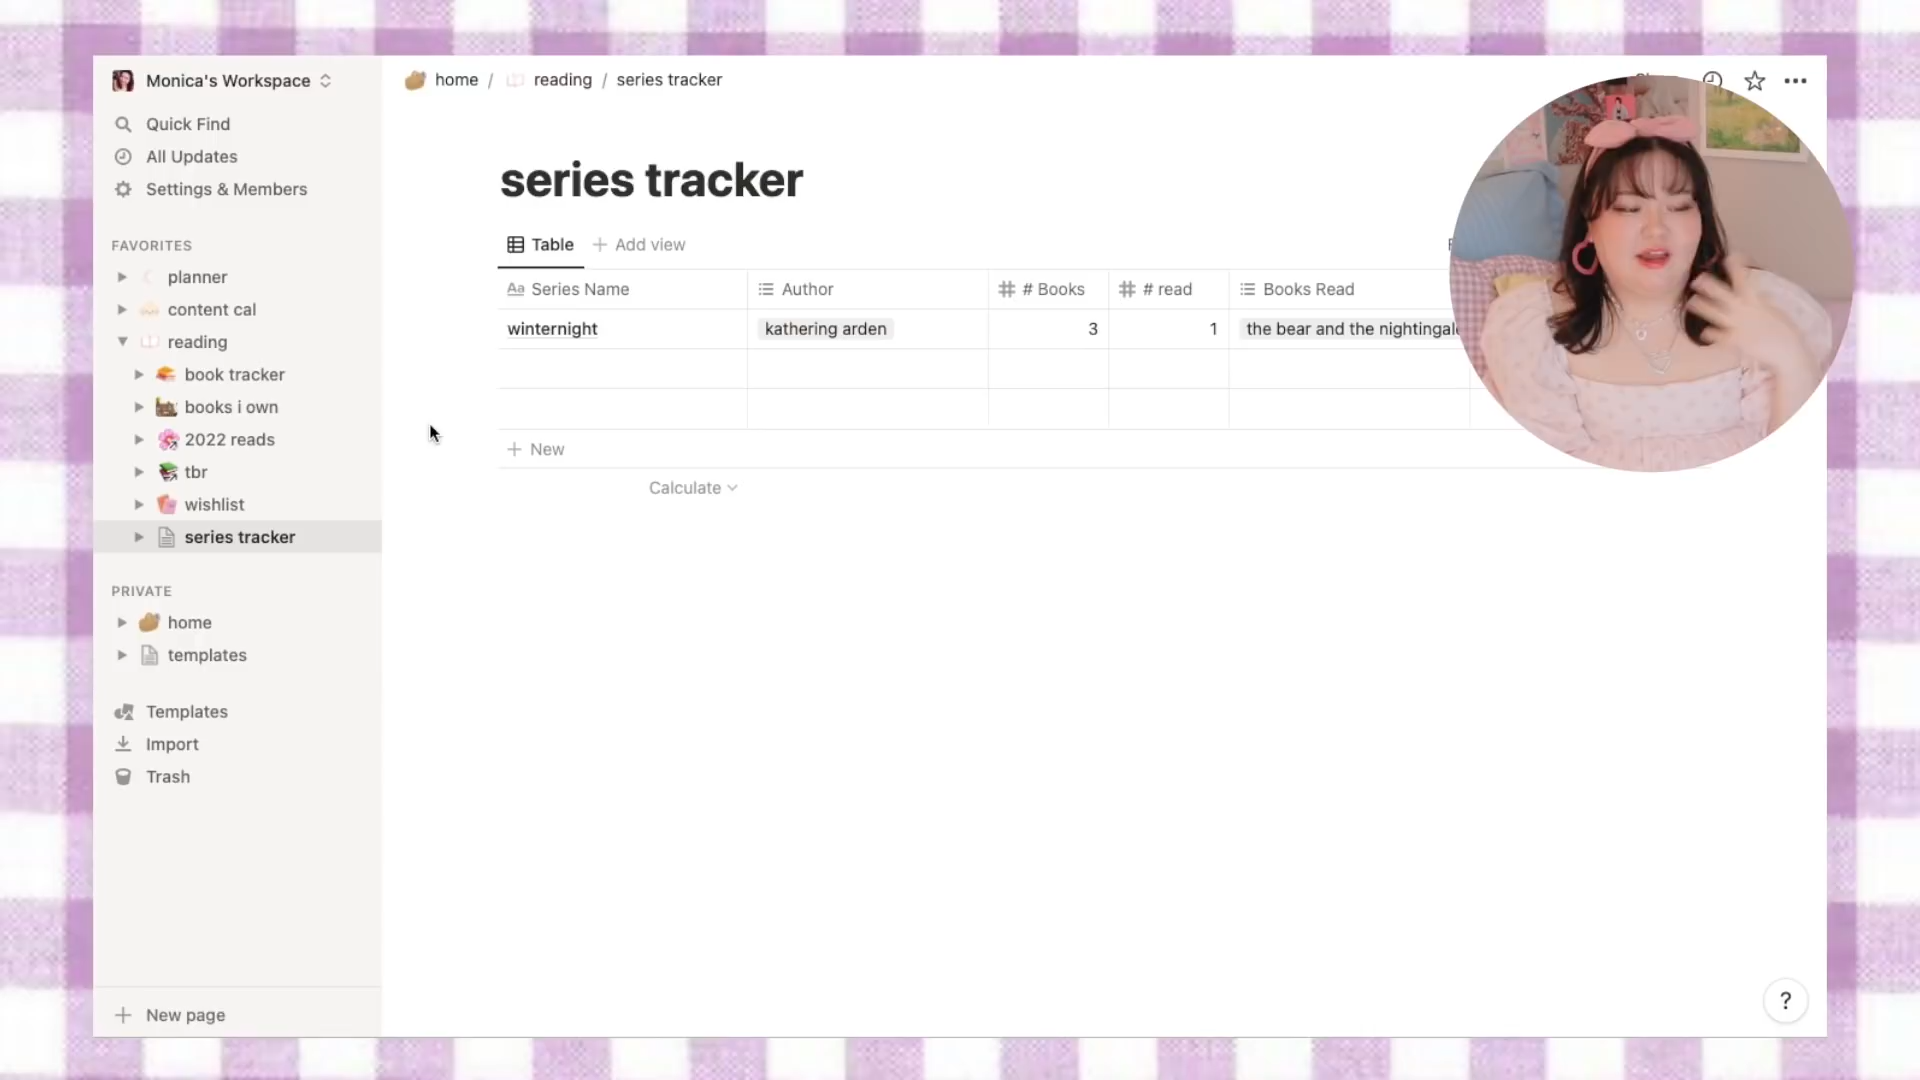 Monica's Workspace
Quick Find
All Updates
Settings & Members
FAVORITES
planner
content cal
reading
book tracker
books i own
2022 reads
tbr
wishlist
series tracker
PRIVATE
home
templates
Templates
Import
Trash
New page
home / reading / series tracker
series tracker
Table Add view
Aa Series Name Author # Books # read Books Read
winternight kathering arden 3 1 the bear and the nightingale
New
Calculate
?